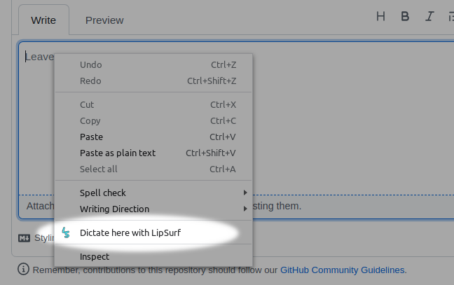 Write Preview H B I
Leave
Undo Ctrl+Z
Redo Ctrl+Shift+Z
Cut Ctrl+X
Copy Ctrl+C
Paste Ctrl+V
Paste as plain text Ctrl+Shift+V
Select all Ctrl+A
Spell check
Writing Direction
Attach sting them.
Dictate here with LipSurf
Stylin
Inspect
Remember, contributions to this repository should follow our GitHub Community Guidelines.